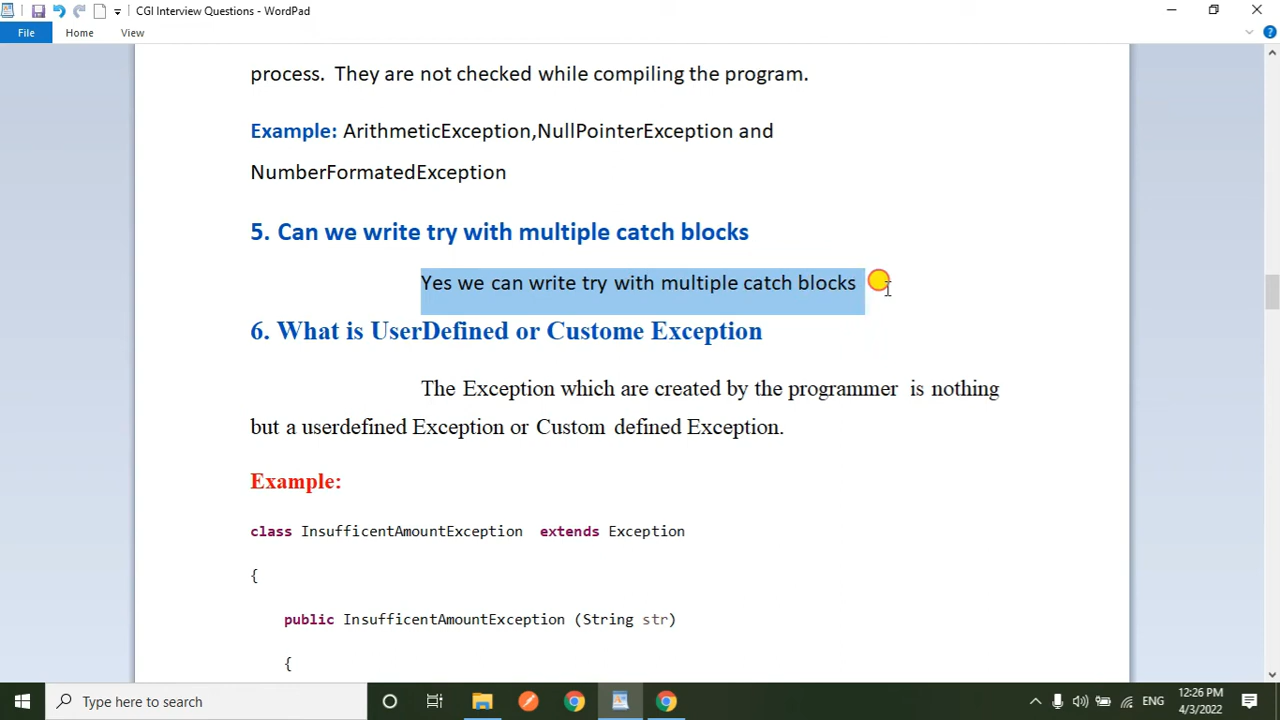 CGI Interview Questions - WordPad
File Home View
process. They are not checked while compiling the program.
Example: ArithmeticException,NullPointerException and
NumberFormatedException
5. Can we write try with multiple catch blocks
Yes we can write try with multiple catch blocks
6. What is UserDefined or Custome Exception
The Exception which are created by the programmer is nothing
but a userdefined Exception or Custom defined Exception.
Example:
class InsufficentAmountException extends Exception
{
public InsufficentAmountException (String str)
{
Type here to search
ENG
12:26 PM
4/3/2022